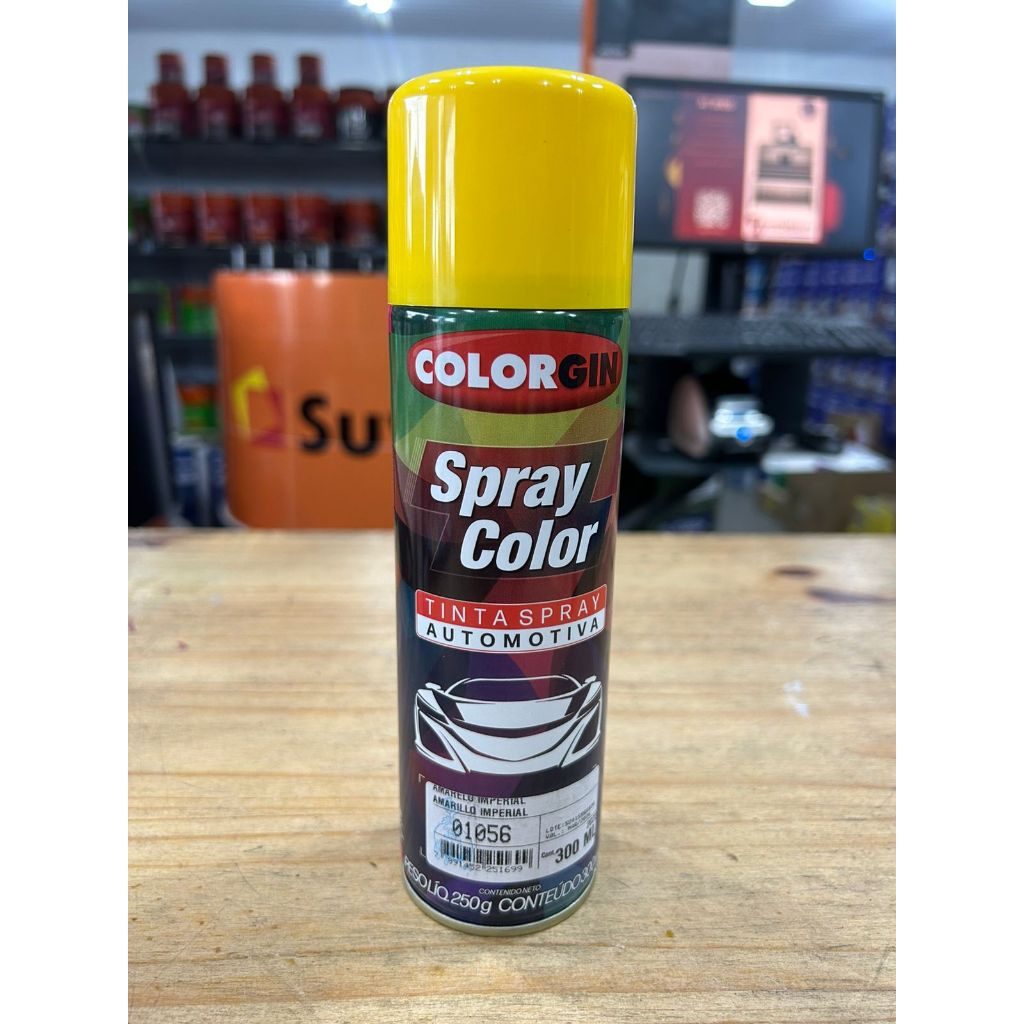 COLORGIN
Spray
Color
TINTA SPRAY
AUTOMOTIVA
AMARELO IMPERIAL
AMARILLO IMPERIAL
01056
300 ML
CONTENIDO NETO
PESO LÍQ. 250g CONTEÚDO
Su